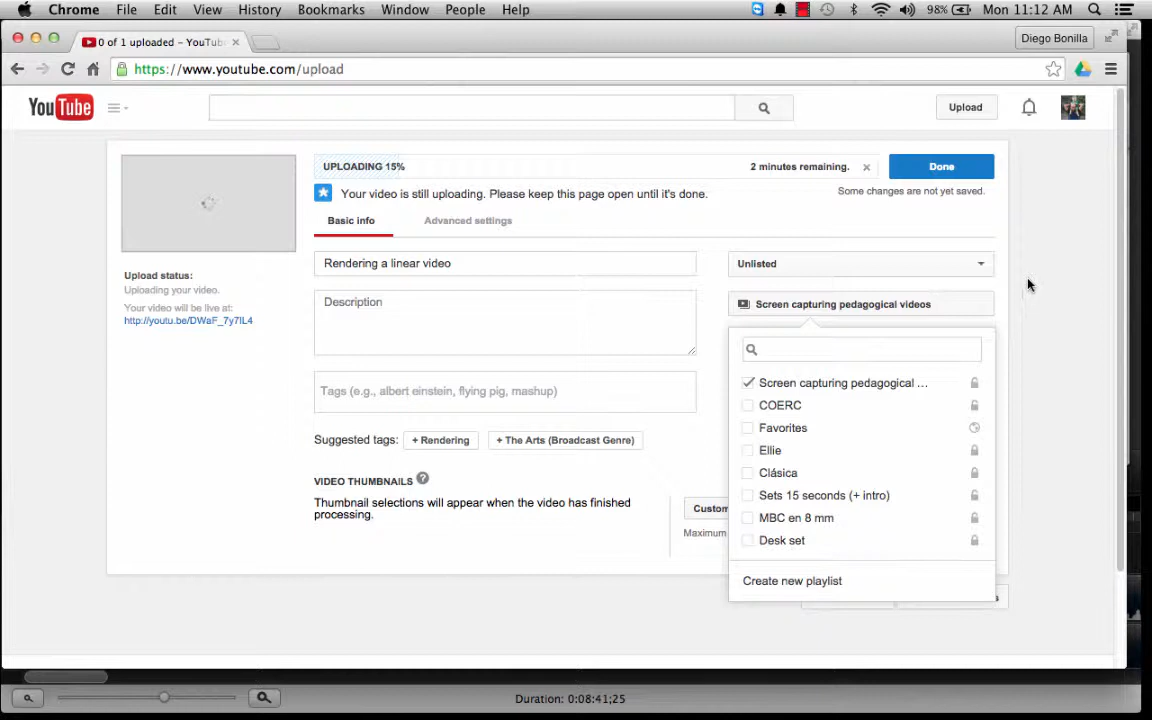 Chrome File Edit View History Bookmarks Window People Help 98% Mon 11:12 AM
0 of 1 uploaded – YouTub
Diego Bonilla
https://www.youtube.com/upload
YouTube
Upload
UPLOADING 15%
2 minutes remaining.
Done
Your video is still uploading. Please keep this page open until it's done.
Some changes are not yet saved.
Basic info
Advanced settings
Upload status:
Uploading your video.
Your video will be live at:
http://youtu.be/DWaF_7y7IL4
Rendering a linear video
Description
Tags (e.g., albert einstein, flying pig, mashup)
Suggested tags: + Rendering + The Arts (Broadcast Genre)
VIDEO THUMBNAILS ?
Thumbnail selections will appear when the video has finished
processing.
Custom
Maximum
Unlisted
Screen capturing pedagogical videos
Screen capturing pedagogical ...
COERC
Favorites
Ellie
Clásica
Sets 15 seconds (+ intro)
MBC en 8 mm
Desk set
Create new playlist
Duration: 0:08:41;25